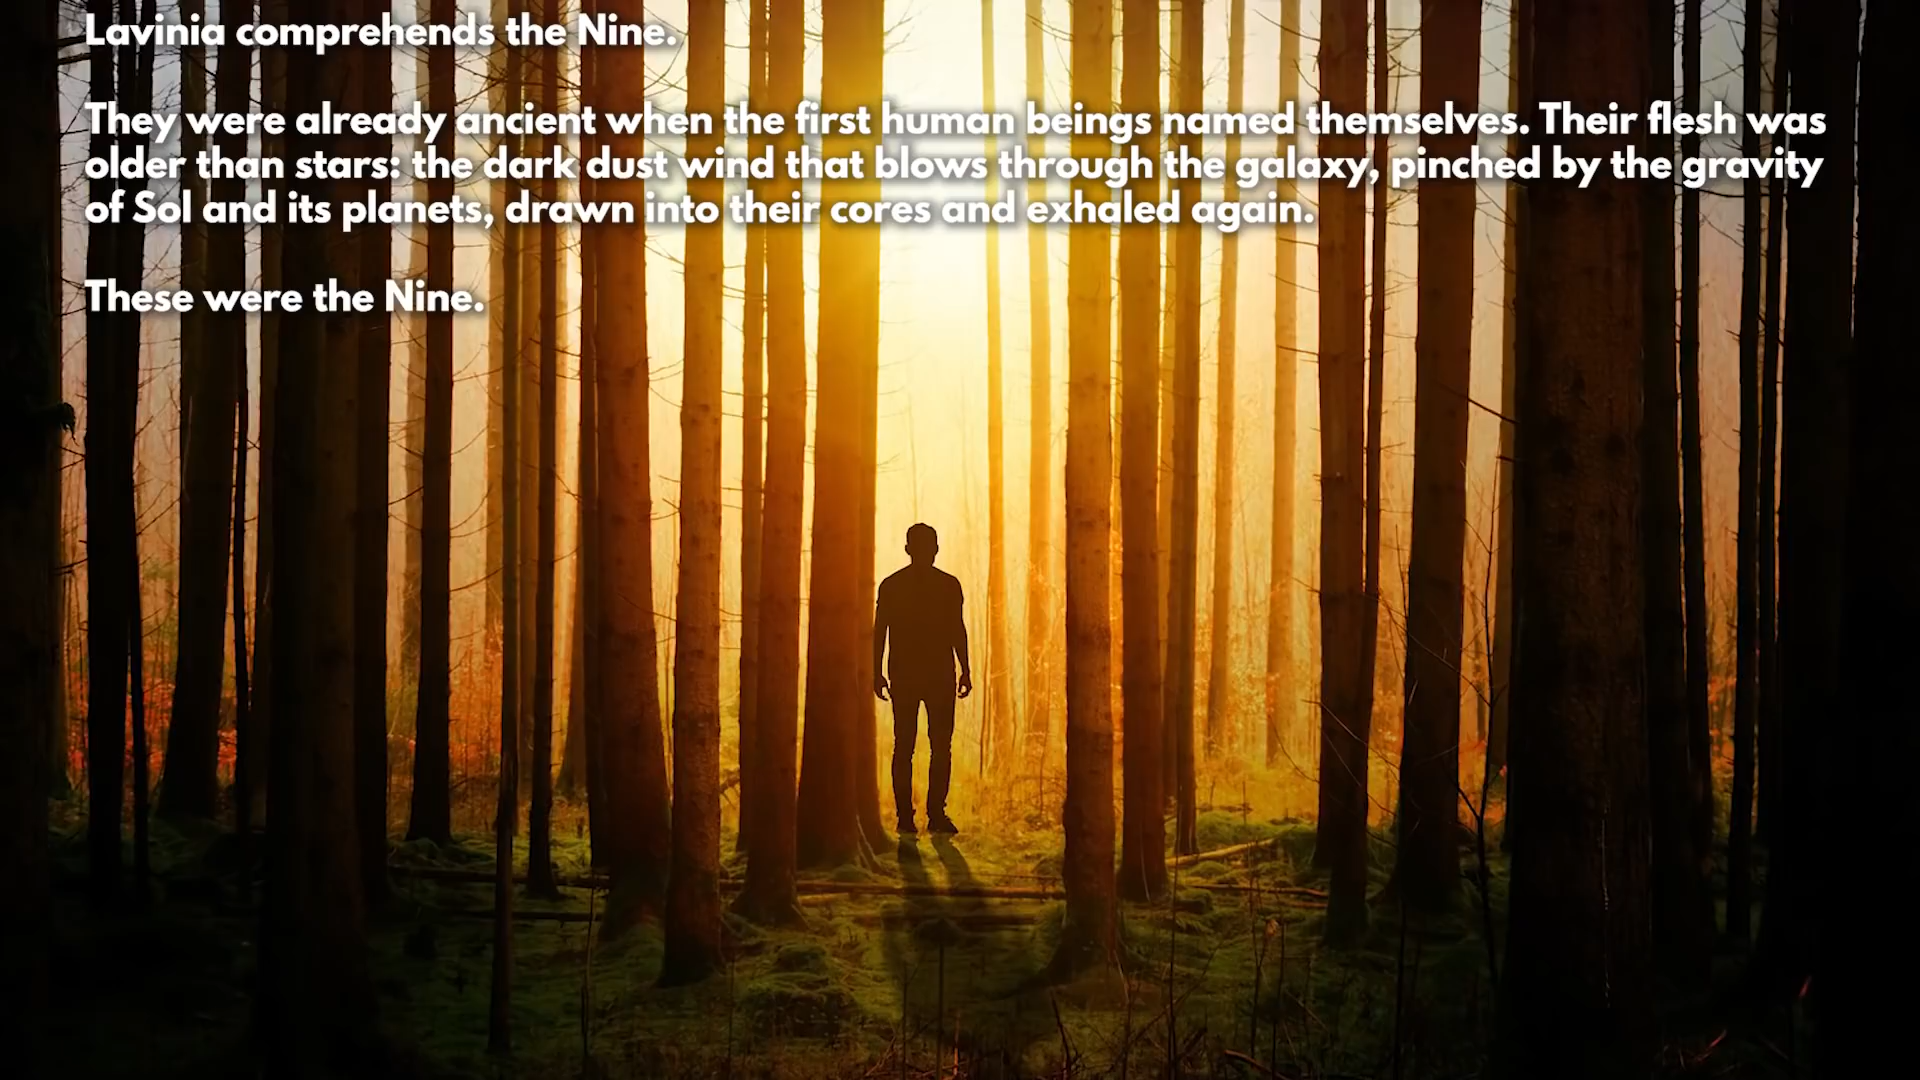 Lavinia comprehends the Nine.
They were already ancient when the first human beings named themselves. Their flesh was
older than stars: the dark dust wind that blows through the galaxy, pinched by the gravity
of Sol and its planets, drawn into their cores and exhaled again.
These were the Nine.